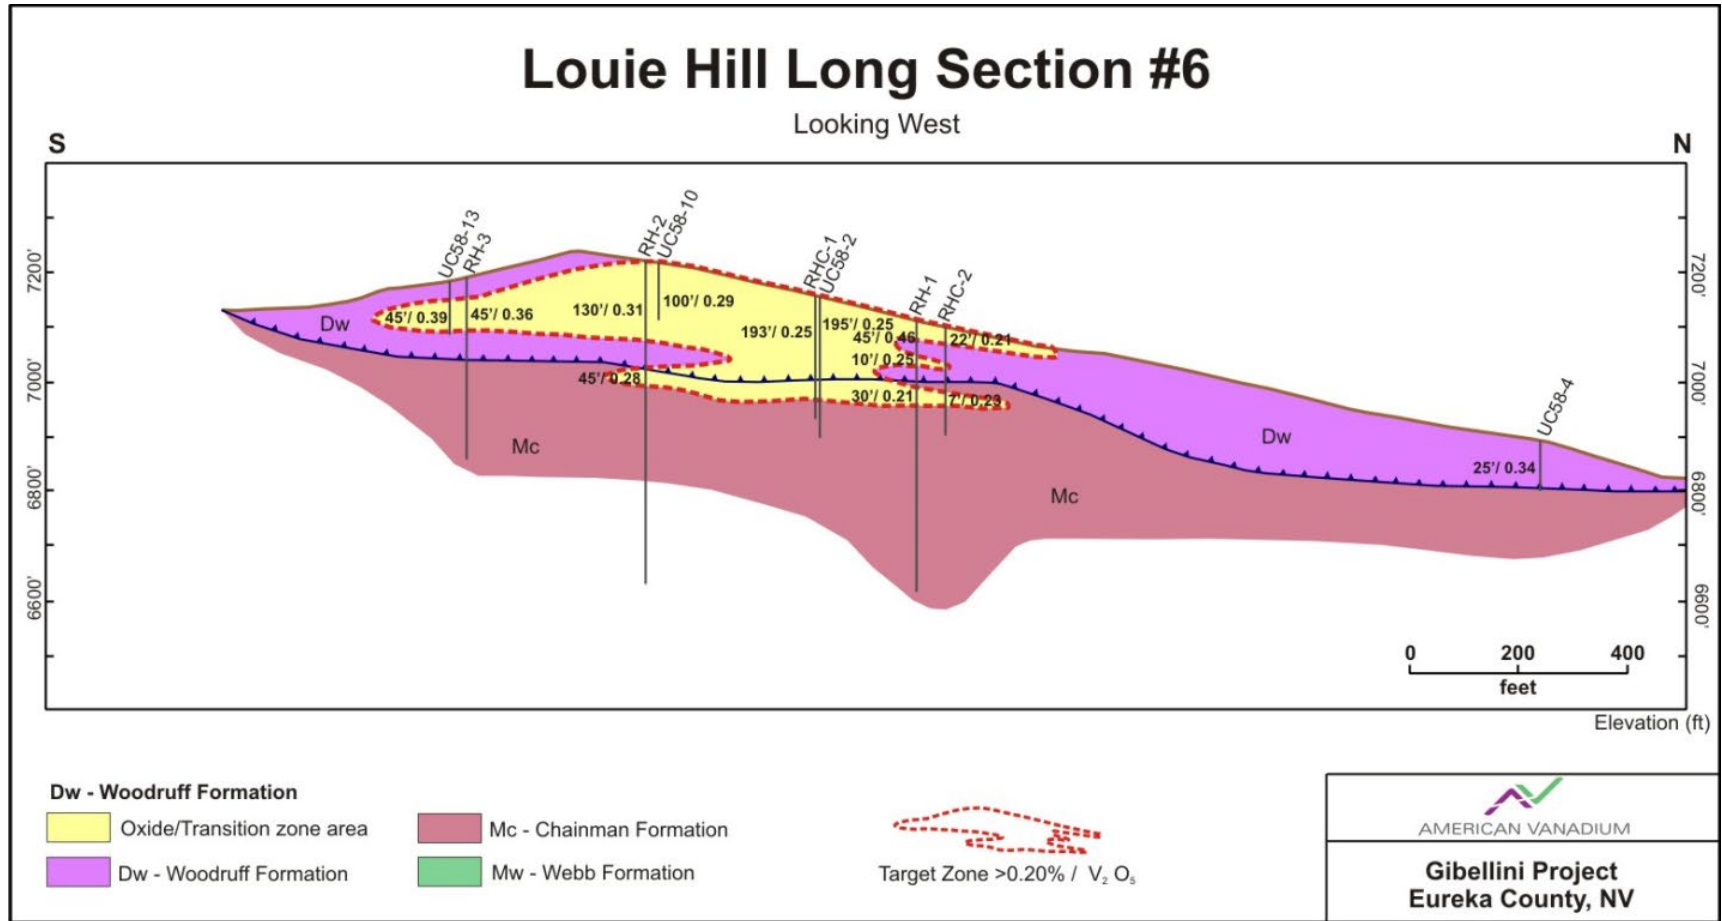 Louie Hill Long Section #6
Looking West
S
N
UC58-13
RH-3
RH-2
UC58-10
RHC-1
UC58-2
RH-1
RHC-2
UC58-4
7200'
7000'
6800'
6600'
7200'
7000'
6800'
6600'
Dw
45'/ 0.39
45'/ 0.36
130'/ 0.31
100'/ 0.29
193'/ 0.25
195'/ 0.25
45'/ 0.46
22'/ 0.21
10'/ 0.25
45'/ 0.28
30'/ 0.21
7'/ 0.23
Mc
Mc
Dw
25'/ 0.34
0 200 400
feet
Elevation (ft)
Dw - Woodruff Formation
Oxide/Transition zone area
Dw - Woodruff Formation
Mc - Chainman Formation
Mw - Webb Formation
Target Zone >0.20% / V₂ O₅
AMERICAN VANADIUM
Gibellini Project
Eureka County, NV